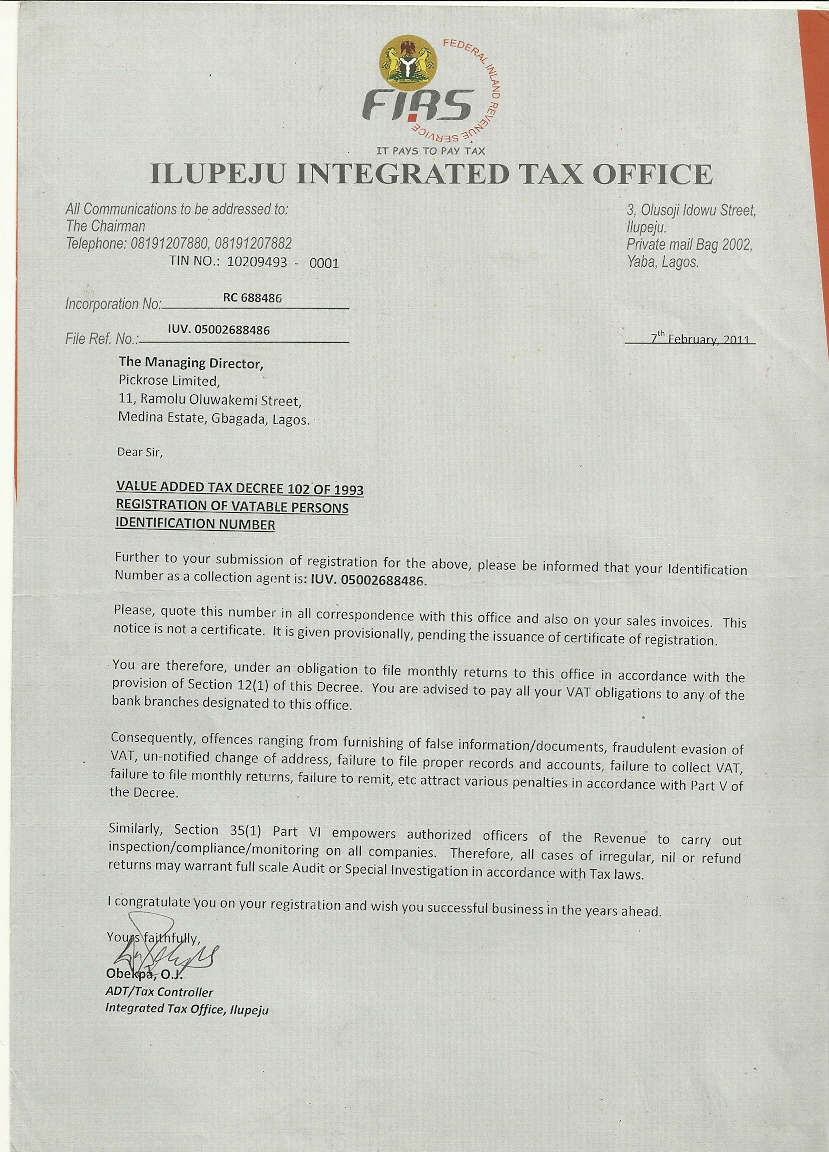 FEDERAL INLAND REVENUE SERVICE
FIRS
IT PAYS TO PAY TAX
ILUPEJU INTEGRATED TAX OFFICE
All Communications to be addressed to:
The Chairman
Telephone: 08191207880, 08191207882
TIN NO.: 10209493 - 0001
3, Olusoji Idowu Street,
Ilupeju.
Private mail Bag 2002,
Yaba, Lagos.
Incorporation No: RC 688486
File Ref. No.: IUV. 05002688486
7th February, 2011
The Managing Director,
Pickrose Limited,
11, Ramolu Oluwakemi Street,
Medina Estate, Gbagada, Lagos.
Dear Sir,
VALUE ADDED TAX DECREE 102 OF 1993
REGISTRATION OF VATABLE PERSONS
IDENTIFICATION NUMBER
Further to your submission of registration for the above, please be informed that your Identification
Number as a collection agent is: IUV. 05002688486.
Please, quote this number in all correspondence with this office and also on your sales invoices. This
notice is not a certificate. It is given provisionally, pending the issuance of certificate of registration.
You are therefore, under an obligation to file monthly returns to this office in accordance with the
provision of Section 12(1) of this Decree. You are advised to pay all your VAT obligations to any of the
bank branches designated to this office.
Consequently, offences ranging from furnishing of false information/documents, fraudulent evasion of
VAT, un-notified change of address, failure to file proper records and accounts, failure to collect VAT,
failure to file monthly returns, failure to remit, etc attract various penalties in accordance with Part V of
the Decree.
Similarly, Section 35(1) Part VI empowers authorized officers of the Revenue to carry out
inspection/compliance/monitoring on all companies. Therefore, all cases of irregular, nil or refund
returns may warrant full scale Audit or Special Investigation in accordance with Tax laws.
I congratulate you on your registration and wish you successful business in the years ahead.
Yours faithfully,
Obekpa, O.J.
ADT/Tax Controller
Integrated Tax Office, Ilupeju